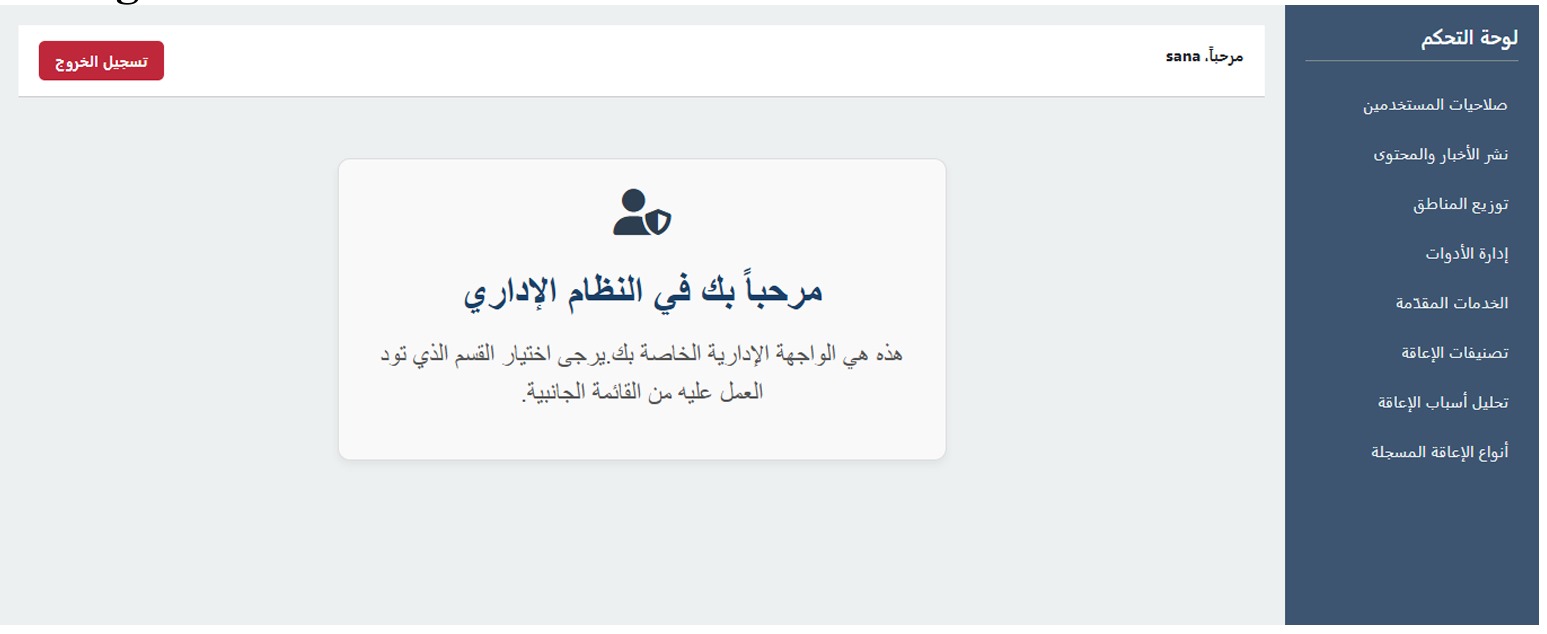 لوحة التحكم
صلاحيات المستخدمين
نشر الأخبار والمحتوى
توزيع المناطق
إدارة الأدوات
الخدمات المقدّمة
تصنيفات الإعاقة
تحليل أسباب الإعاقة
أنواع الإعاقة المسجلة
مرحباً، sana
تسجيل الخروج
مرحباً بك في النظام الإداري
هذه هي الواجهة الإدارية الخاصة بك.يرجى اختيار القسم الذي تود
العمل عليه من القائمة الجانبية.